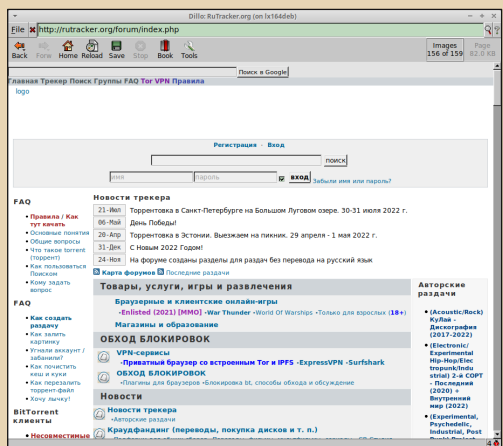 Dillo: RuTracker.org (on lx164deb)
File
http://rutracker.org/forum/index.php
Back Forw Home Reload Save Stop Book Tools
Images 156 of 159
Page 82.0 KB
Поиск в Google
Главная Трекер Поиск Группы FAQ Tor VPN Правила
logo
Регистрация · Вход
поиск
имя пароль вход Забыли имя или пароль?
FAQ
• Правила / Как тут качать
• Основные понятия
• Общие вопросы
• Что такое torrent (торрент)
• Как пользоваться Поиском
• Кому задать вопрос
FAQ
• Как создать раздачу
• Как залить картинку
• Угнали аккаунт / забанили?
• Как почистить кеш и куки
• Как перезалить torrent-файл
• Хочу лычку!
BitTorrent клиенты
• Несовместимые
Новости трекера
21-Июл Торрентовка в Санкт-Петербурге на Большом Луговом озере. 30-31 июля 2022 г.
06-Май День Победы!
20-Апр Торрентовка в Эстонии. Выезжаем на пикник. 29 апреля - 1 мая 2022 г.
31-Дек С Новым 2022 Годом!
24-Ноя На форуме созданы разделы для раздач без перевода на русский язык
Карта форумов Последние раздачи
Товары, услуги, игры и развлечения
Браузерные и клиентские онлайн-игры
•Enlisted (2021) [MMO] •War Thunder •World Of Warships •Только для взрослых (18+)
Магазины и образование
ОБХОД БЛОКИРОВОК
VPN-сервисы
•Приватный браузер со встроенным Tor и IPFS •ExpressVPN •Surfshark
ОБХОД БЛОКИРОВОК
•Плагины для браузеров •Блокировка bt, способы обхода и обсуждение
Новости
Новости трекера
•Авторские раздачи
Краудфандинг (переводы, покупка дисков и т. п.)
Авторские раздачи
• (Acoustic/Rock) КуЛай - Дискография (2017-2022)
• (Electronic/ Experimental Hip-Hop/Elec tropunk/Indu strial) 2-й СОРТ - Последний (2020) + Внутренний мир (2022)
• (Experimental, Psychedelic, Industrial, Post